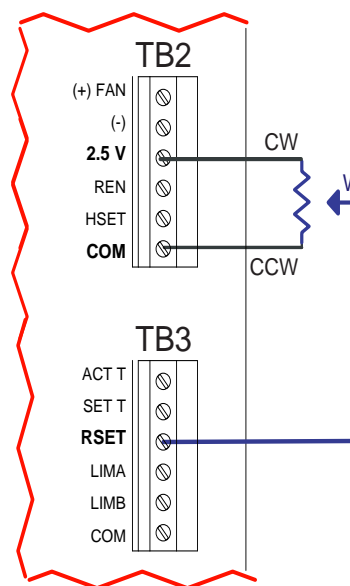 TB2
(+) FAN
(-)
2.5 V
REN
HSET
COM
CW
CCW
TB3
ACT T
SET T
RSET
LIMA
LIMB
COM